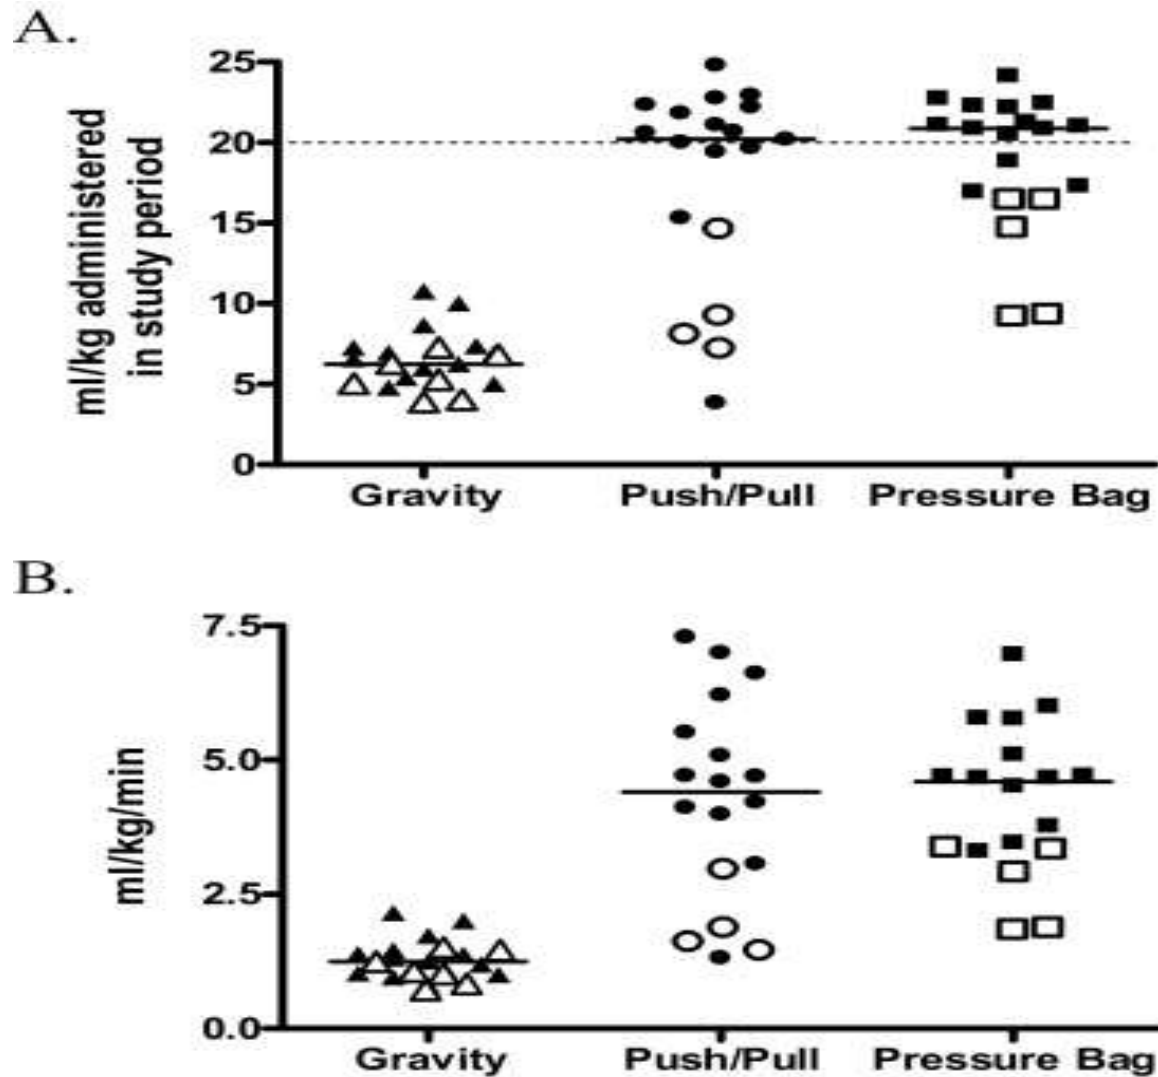 A.
ml/kg administered
in study period
25
20
15
10
5
0
Gravity Push/Pull Pressure Bag
B.
ml/kg/min
7.5
5.0
2.5
0.0
Gravity Push/Pull Pressure Bag